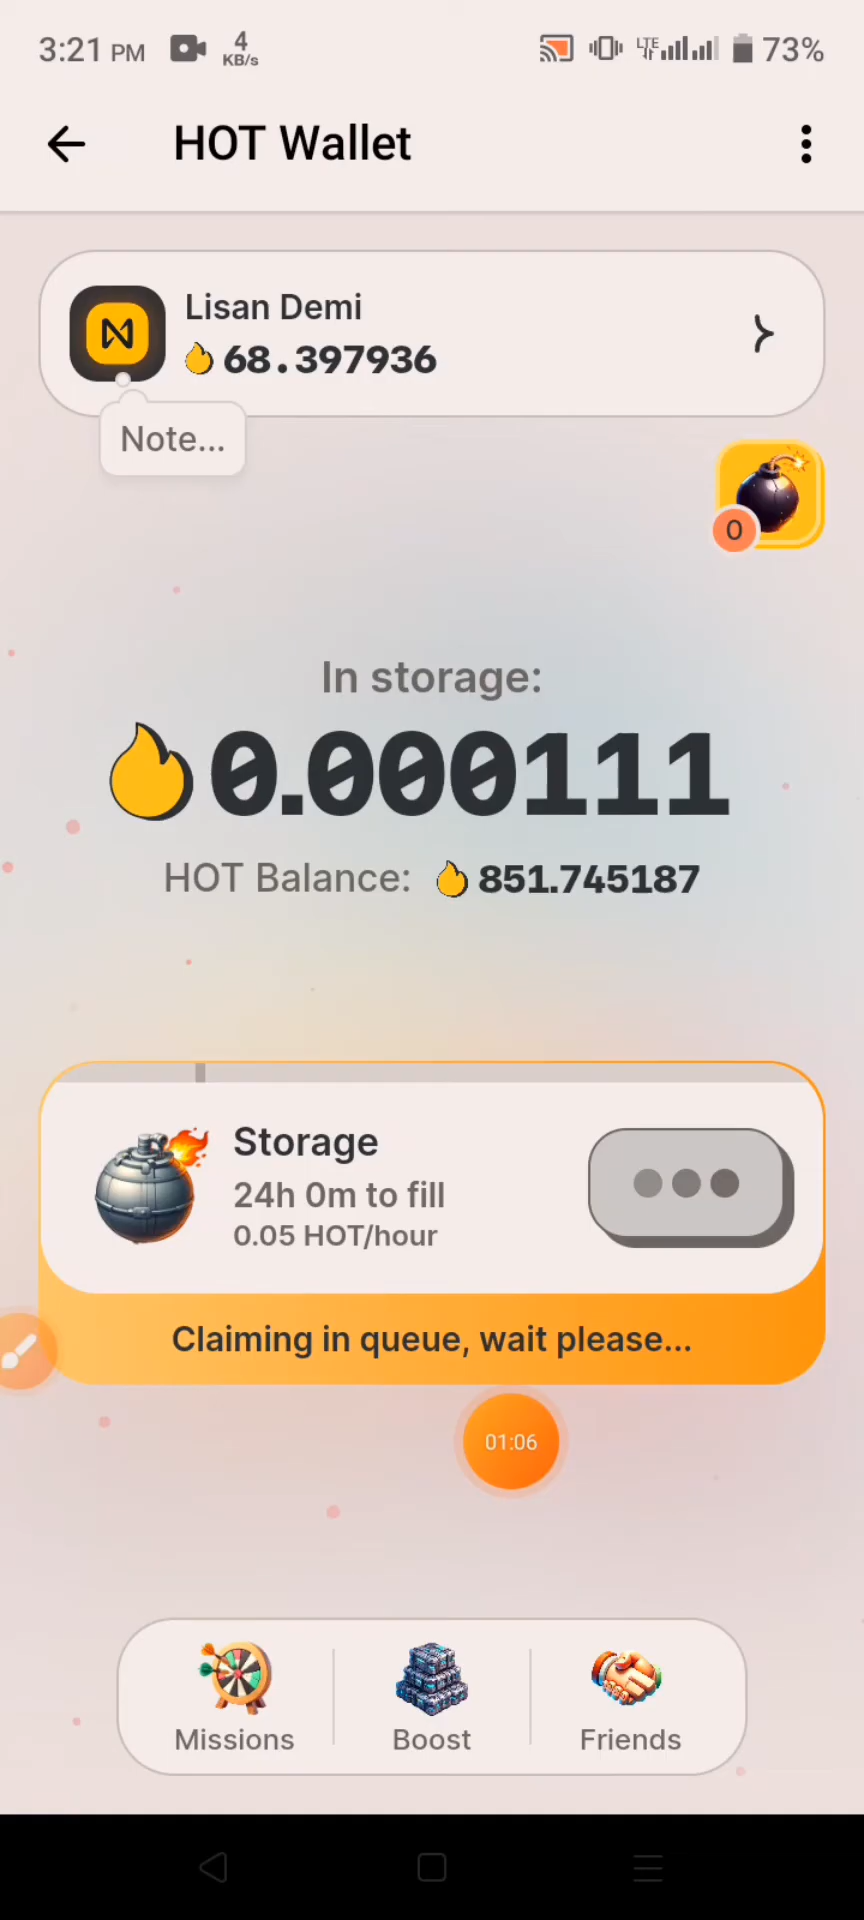 3:21 PM 4 KB/s LTE 73%
HOT Wallet
Lisan Demi
68.397936
Note...
0
In storage:
0.000111
HOT Balance: 851.745187
Storage
24h 0m to fill
0.05 HOT/hour
Claiming in queue, wait please...
01:06
Missions Boost Friends